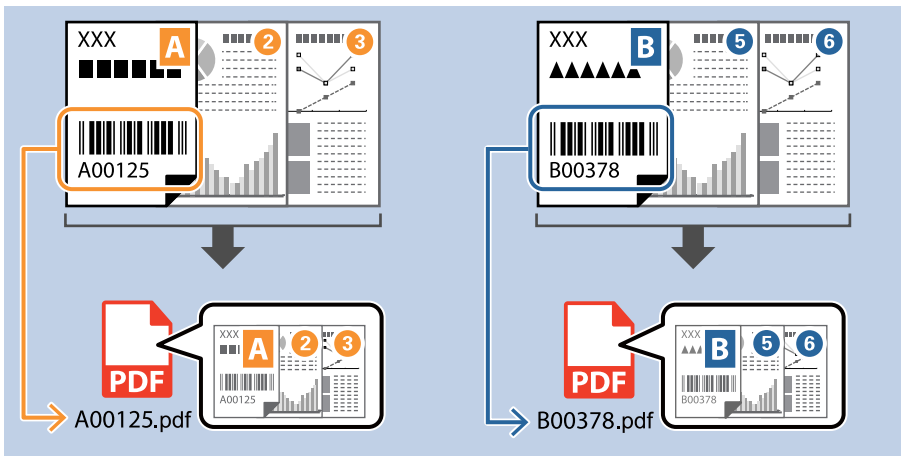 XXX
A
2
3
A00125
XXX
B
5
6
B00378
PDF
XXX
A
2
3
A00125
A00125.pdf
PDF
XXX
B
5
6
B00378
B00378.pdf